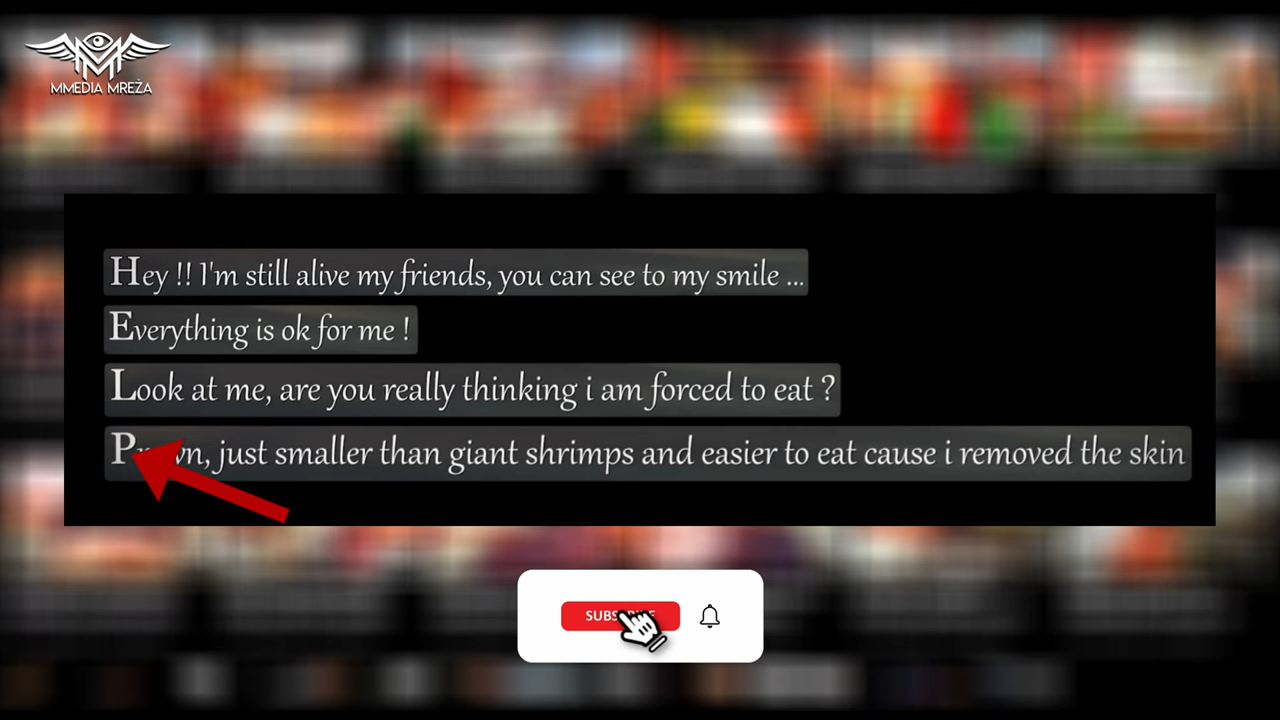 MMEDIA MREŽA
Hey !! I'm still alive my friends, you can see to my smile ...
Everything is ok for me !
Look at me, are you really thinking i am forced to eat ?
just smaller than giant shrimps and easier to eat cause i removed the skin